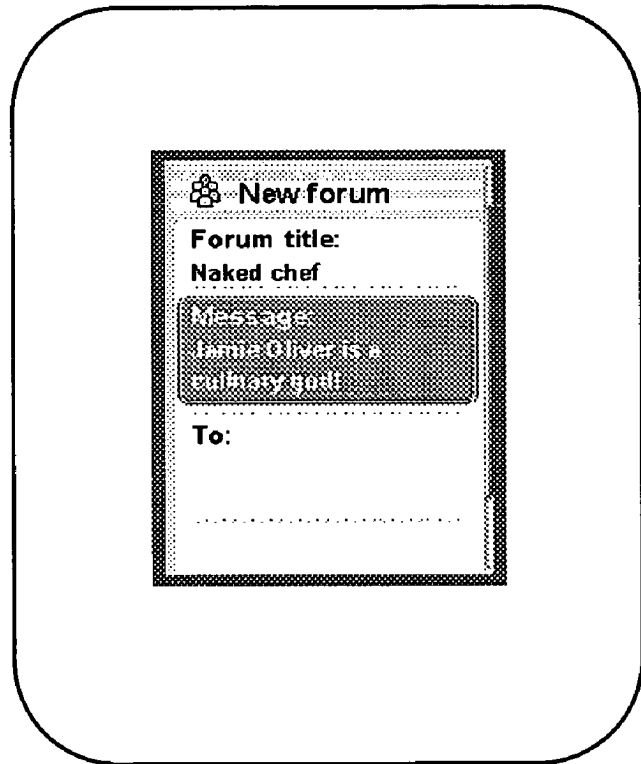 New forum
Forum title:
Naked chef
Message:
Jamie Oliver is a
culinary god!
To: